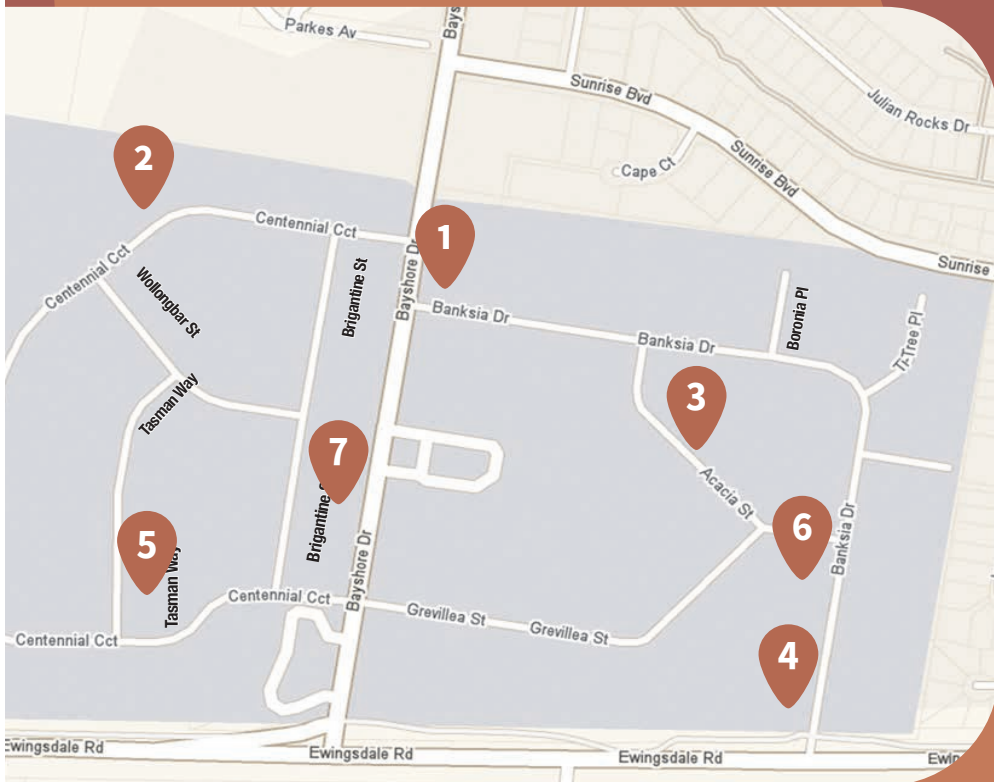 Parkes Av
Bays
Sunrise Bvd
Julian Rocks Dr
Cape Ct
Sunrise Bvd
Sunrise
2
Centennial Cct
1
Centennial Cct
Wollongbar St
Brigantine St
Bayshore Dr
Banksia Dr
Banksia Dr
Boronia Pl
Ti-Tree Pl
Tasman Way
3
7
Acacia St
Brigantine S
5
6
Banksia Dr
Tasman Way
Bayshore Dr
Centennial Cct
Grevillea St
Grevillea St
Centennial Cct
4
Ewingsdale Rd
Ewingsdale Rd
Ewingsdale Rd
Ewin